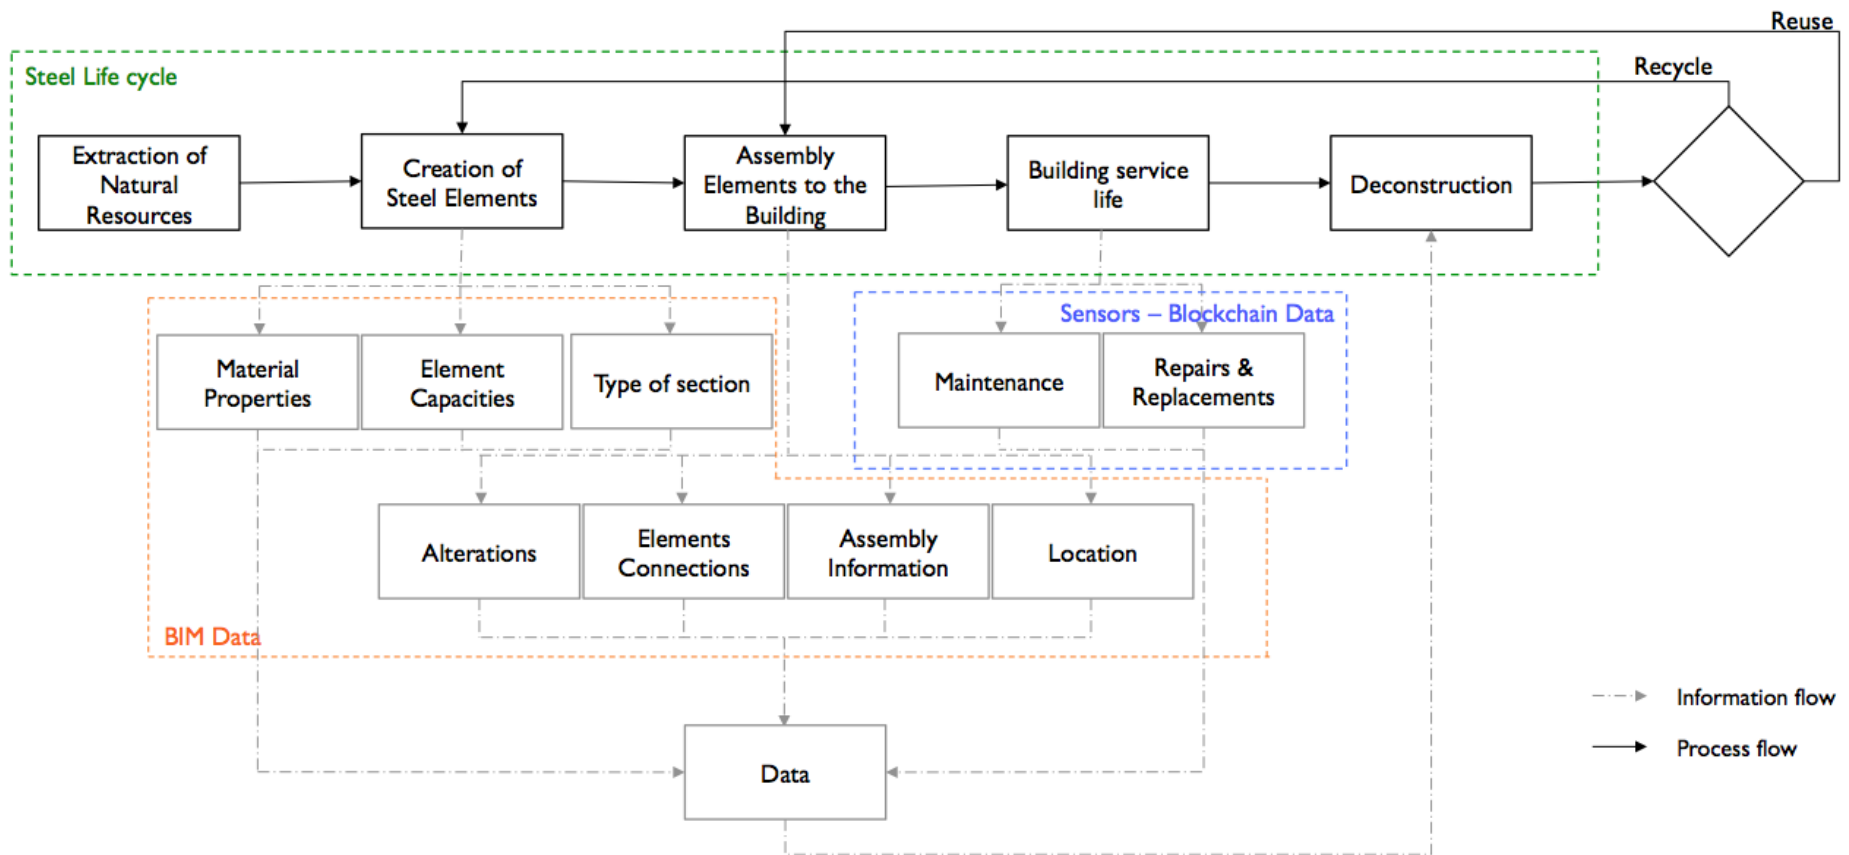 Reuse
Recycle
Steel Life cycle
Extraction of
Natural
Resources
Creation of
Steel Elements
Assembly
Elements to the
Building
Building service
life
Deconstruction
Sensors – Blockchain Data
Material
Properties
Element
Capacities
Type of section
Maintenance
Repairs &
Replacements
Alterations
Elements
Connections
Assembly
Information
Location
BIM Data
Data
Information flow
Process flow